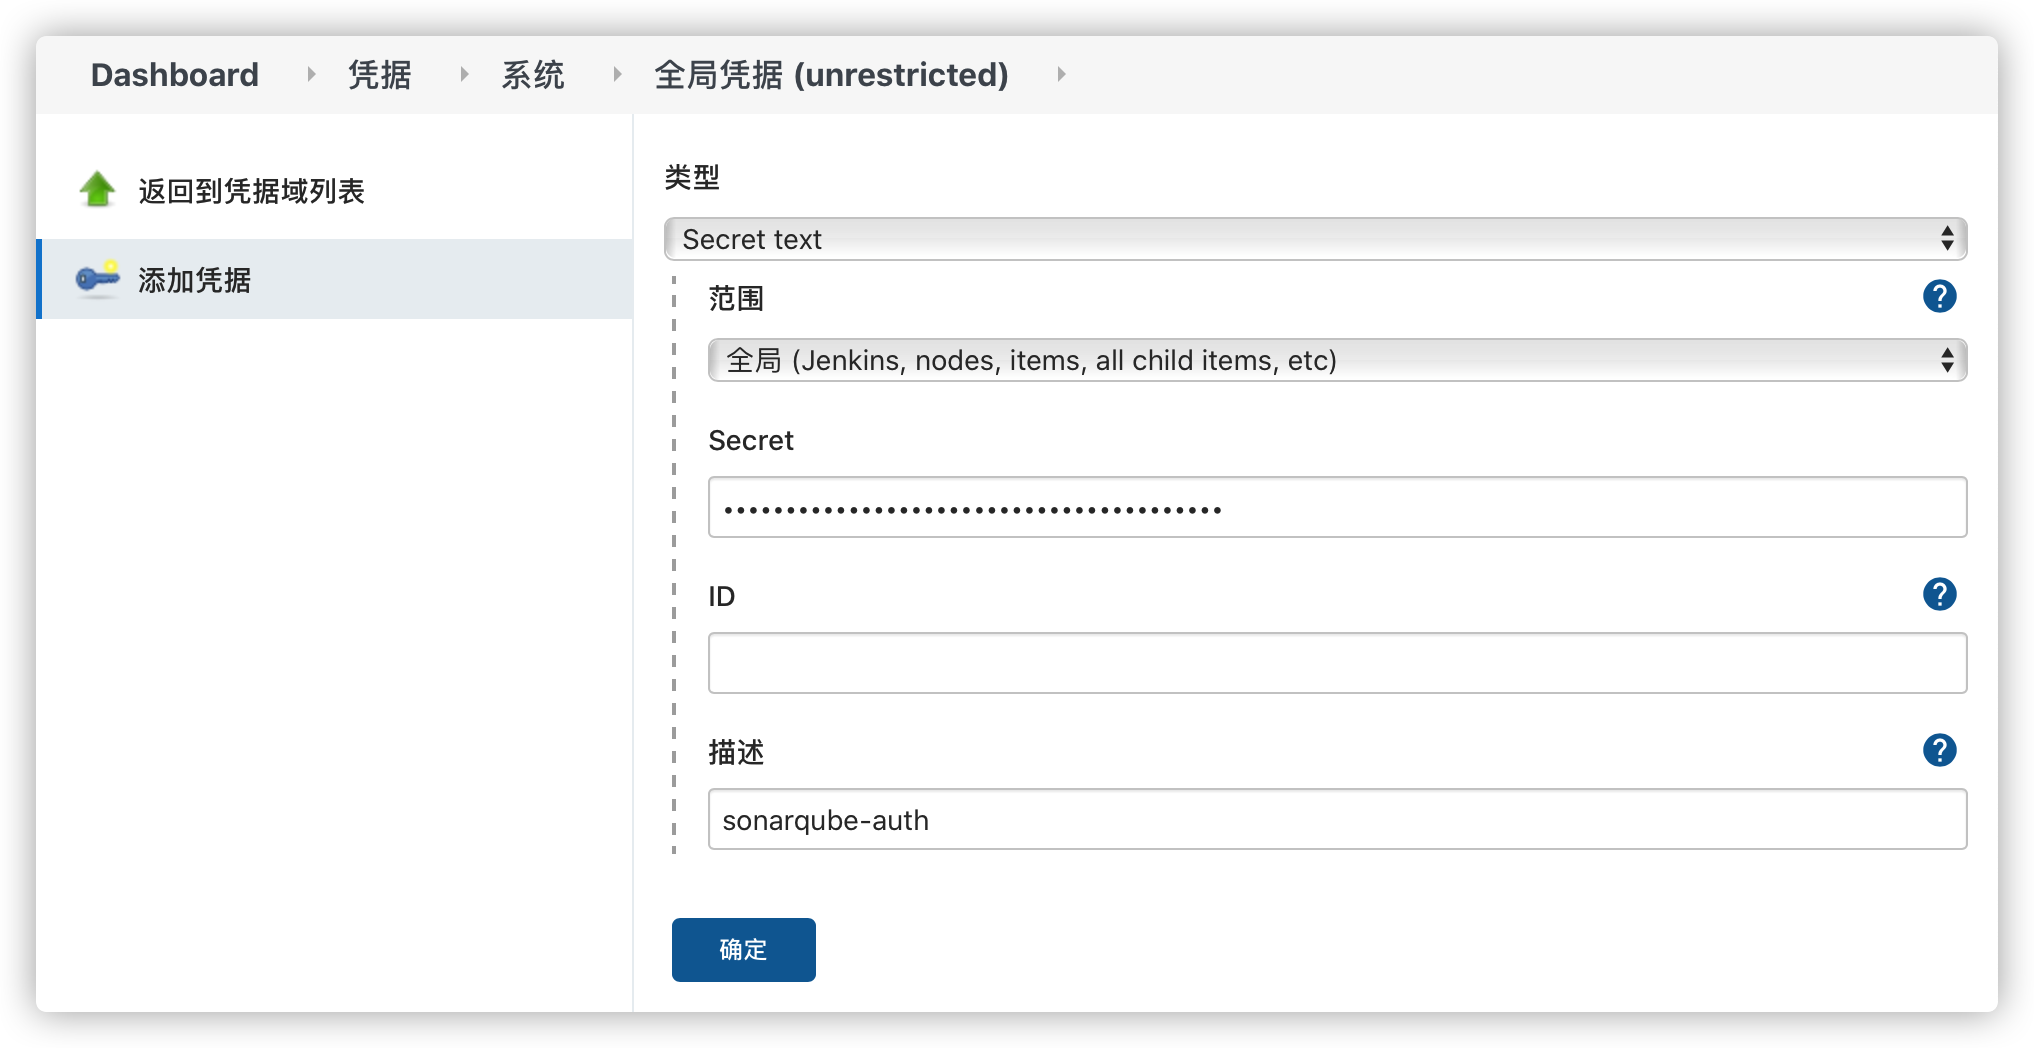 Dashboard 凭据 系统 全局凭据 (unrestricted)
返回到凭据域列表
添加凭据
类型
Secret text
范围
?
全局 (Jenkins, nodes, items, all child items, etc)
Secret
••••••••••••••••••••••••••••••••••••••••
ID
?
描述
?
sonarqube-auth
确定